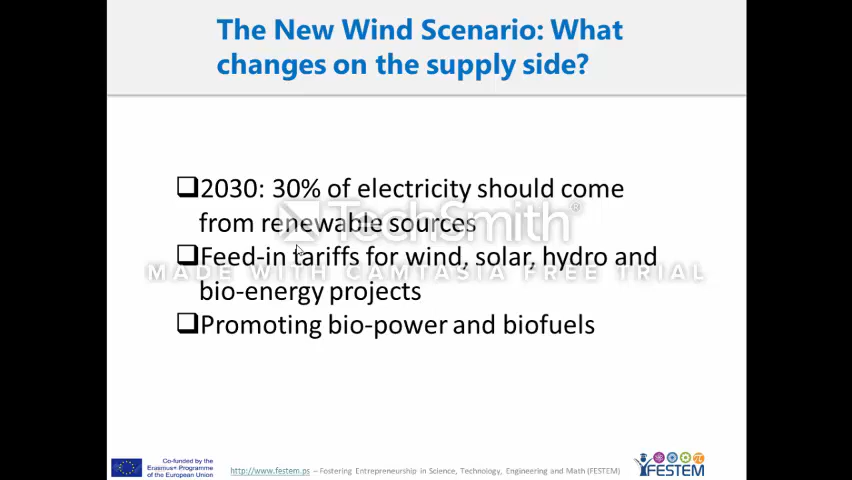 The New Wind Scenario: What
changes on the supply side?
❑2030: 30% of electricity should come
from renewable sources
TechSmith®
❑Feed-in tariffs for wind, solar, hydro and
MADE WITH CAMTASIA FREE TRIAL
bio-energy projects
❑Promoting bio-power and biofuels
Co-funded by the
Erasmus+ Programme
of the European Union
http://www.festem.ps – Fostering Entrepreneurship in Science, Technology, Engineering and Math (FESTEM)
FESTEM